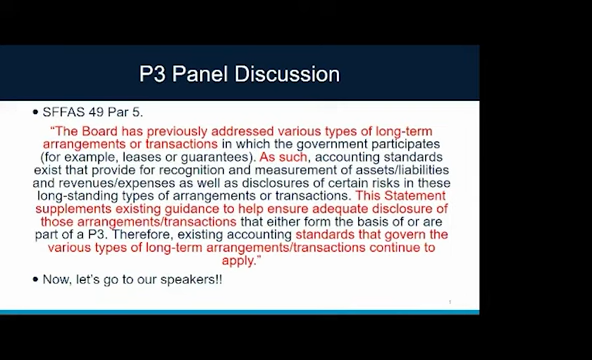 P3 Panel Discussion
• SFFAS 49 Par 5.
"The Board has previously addressed various types of long-term
arrangements or transactions in which the government participates
(for example, leases or guarantees). As such, accounting standards
exist that provide for recognition and measurement of assets/liabilities
and revenues/expenses as well as disclosures of certain risks in these
long-standing types of arrangements or transactions. This Statement
supplements existing guidance to help ensure adequate disclosure of
those arrangements/transactions that either form the basis of or are
part of a P3. Therefore, existing accounting standards that govern the
various types of long-term arrangements/transactions continue to
apply."
• Now, let's go to our speakers!!